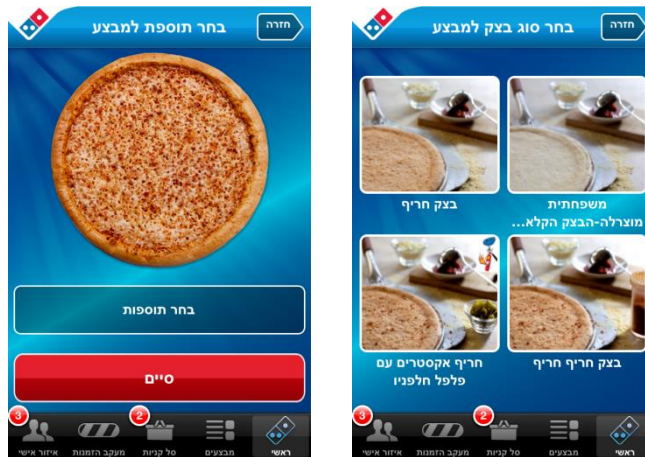 בחר תוספת למבצע
חזרה
בחר תוספות
סיים
3
2
איזור אישי
מעקב הזמנות
סל קניות
מבצעים
ראשי
בחר סוג בצק למבצע
חזרה
משפחתית
מוצרלה-הבצק הקלא...
בצק חריף
בצק חריף חריף
חריף אקסטרים עם
פלפל חלפניו
3
2
איזור אישי
מעקב הזמנות
סל קניות
מבצעים
ראשי